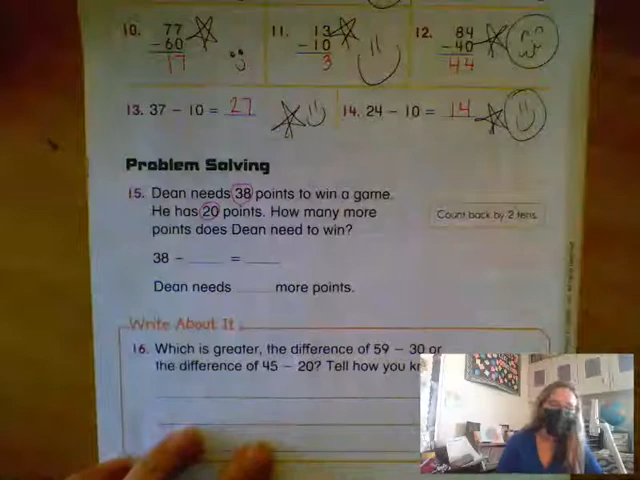 10. 77 11. 13 12. 84
- 60 - 10 - 40
17 3 44
13. 37 - 10 = 27 14. 24 - 10 = 14
Problem Solving
15. Dean needs 38 points to win a game.
He has 20 points. How many more
points does Dean need to win?
Count back by 2 tens.
38 - ____ = ____
Dean needs ____ more points.
Write About It
16. Which is greater, the difference of 59 - 30 or
the difference of 45 - 20? Tell how you